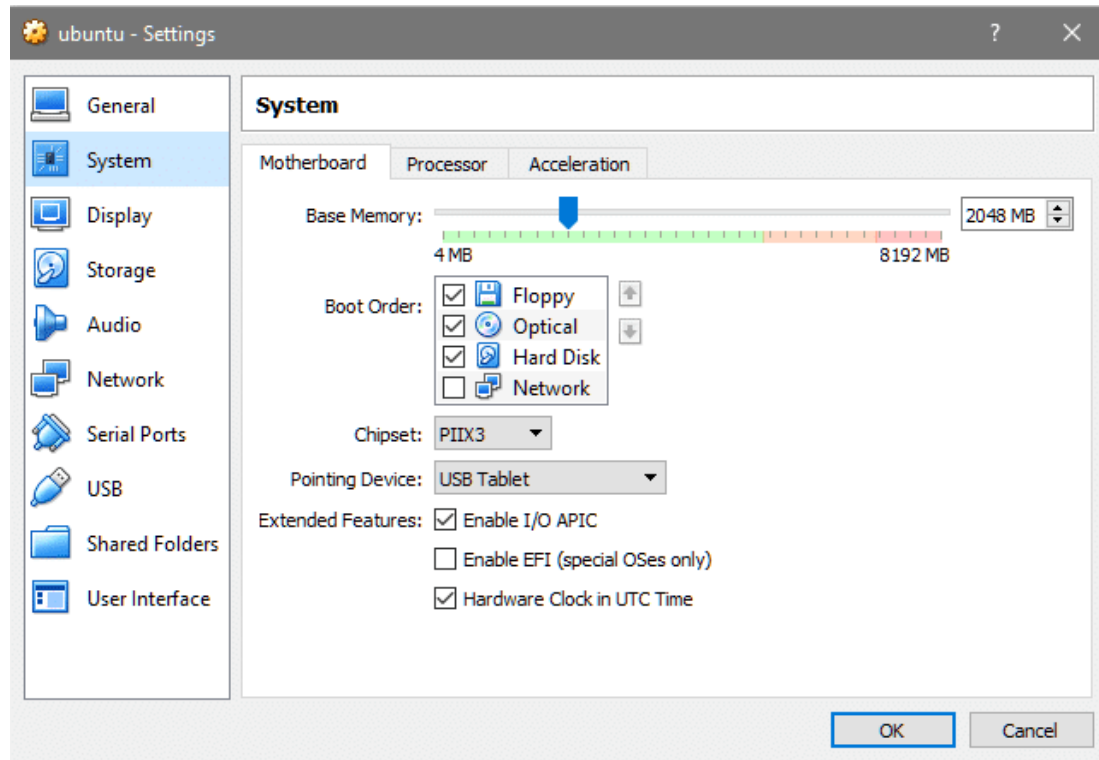 ubuntu - Settings
?
General
System
Display
Storage
Audio
Network
Serial Ports
USB
Shared Folders
User Interface
System
Motherboard Processor Acceleration
Base Memory: 2048 MB
4 MB 8192 MB
Boot Order:
Floppy
Optical
Hard Disk
Network
Chipset: PIIX3
Pointing Device: USB Tablet
Extended Features: Enable I/O APIC
Enable EFI (special OSes only)
Hardware Clock in UTC Time
OK Cancel